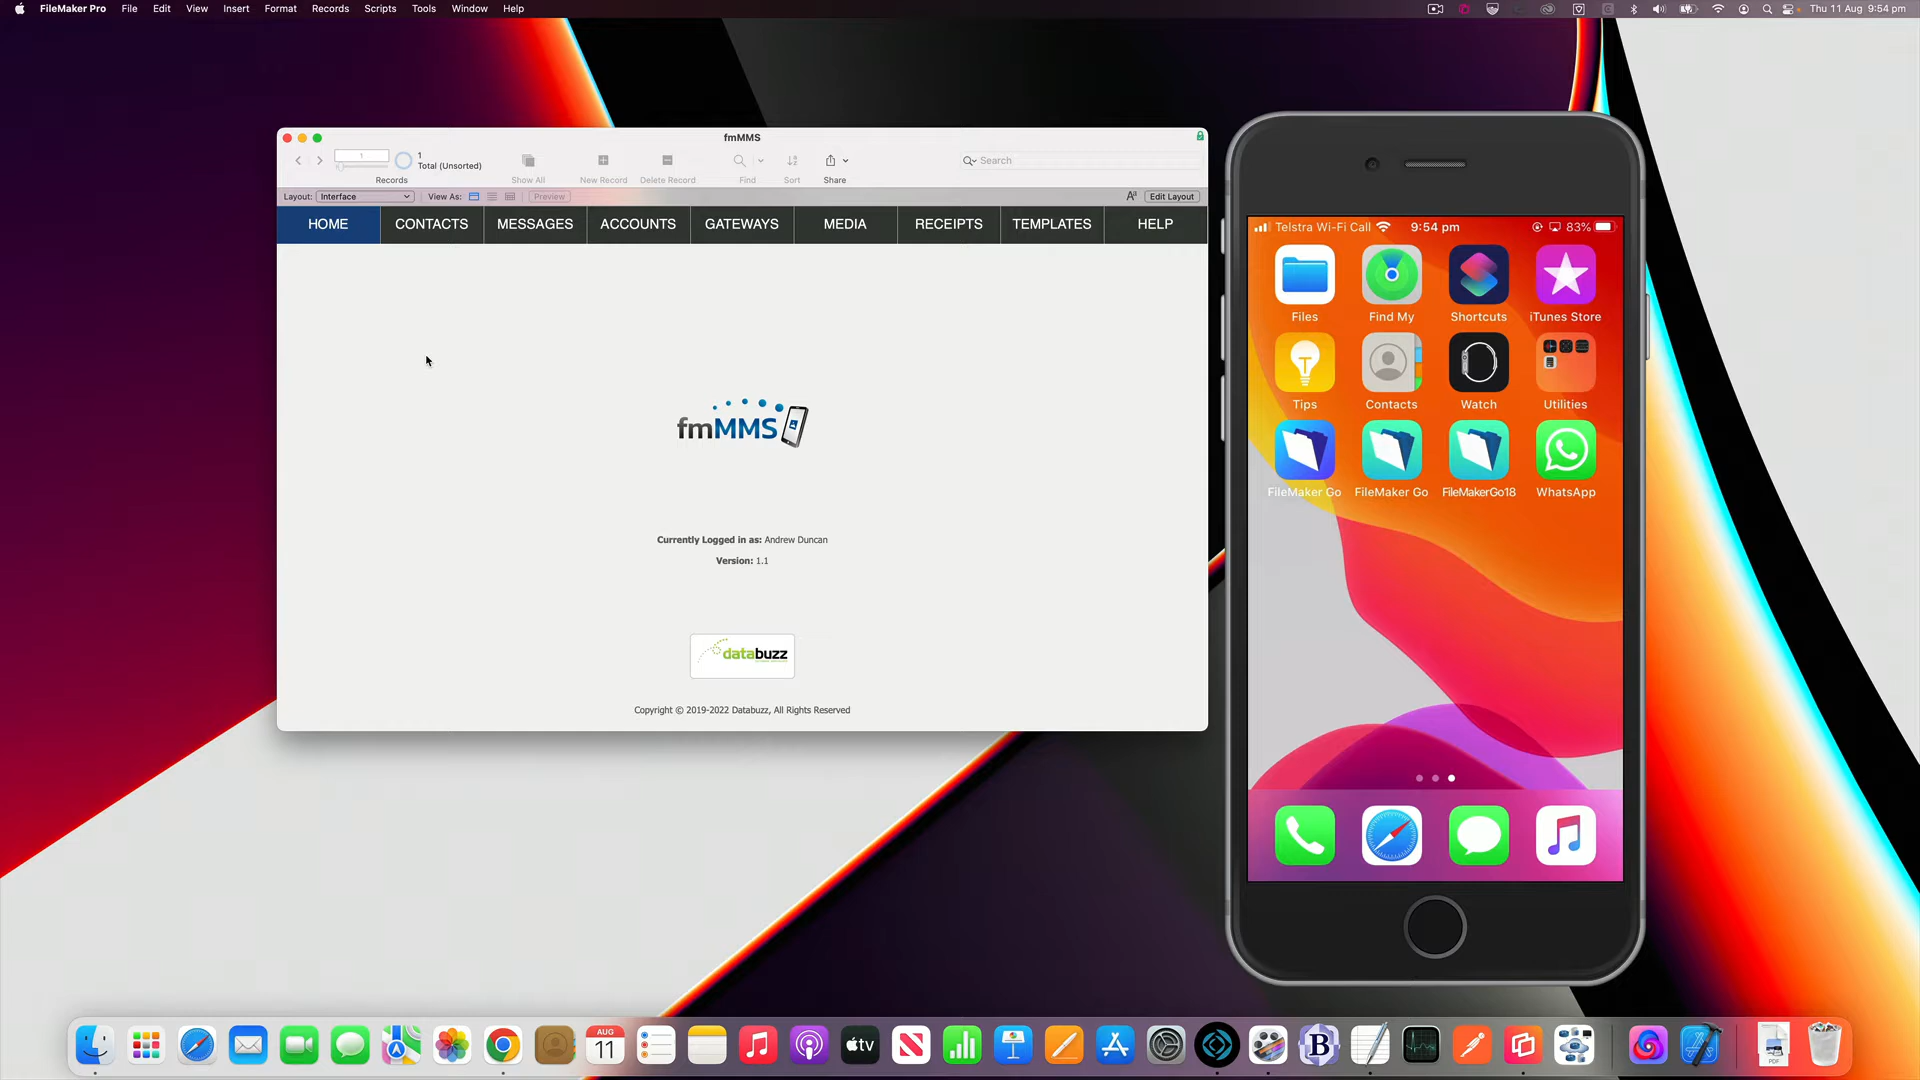 FileMaker Pro File Edit View Insert Format Records Scripts Tools Window Help
Thu 11 Aug 9:54 pm
fmMMS
1
1
Total (Unsorted)
Search
Records Show All New Record Delete Record Find Sort Share
Layout: Interface View As: Preview
Edit Layout
HOME CONTACTS MESSAGES ACCOUNTS GATEWAYS MEDIA RECEIPTS TEMPLATES HELP
fmMMS
Currently Logged in as: Andrew Duncan
Version: 1.1
databuzz
Copyright © 2019-2022 Databuzz, All Rights Reserved
Telstra Wi-Fi Call 9:54 pm 83%
Files Find My Shortcuts iTunes Store
Tips Contacts Watch Utilities
FileMaker Go FileMaker Go FileMakerGo18 WhatsApp
AUG
11
tv
PDF